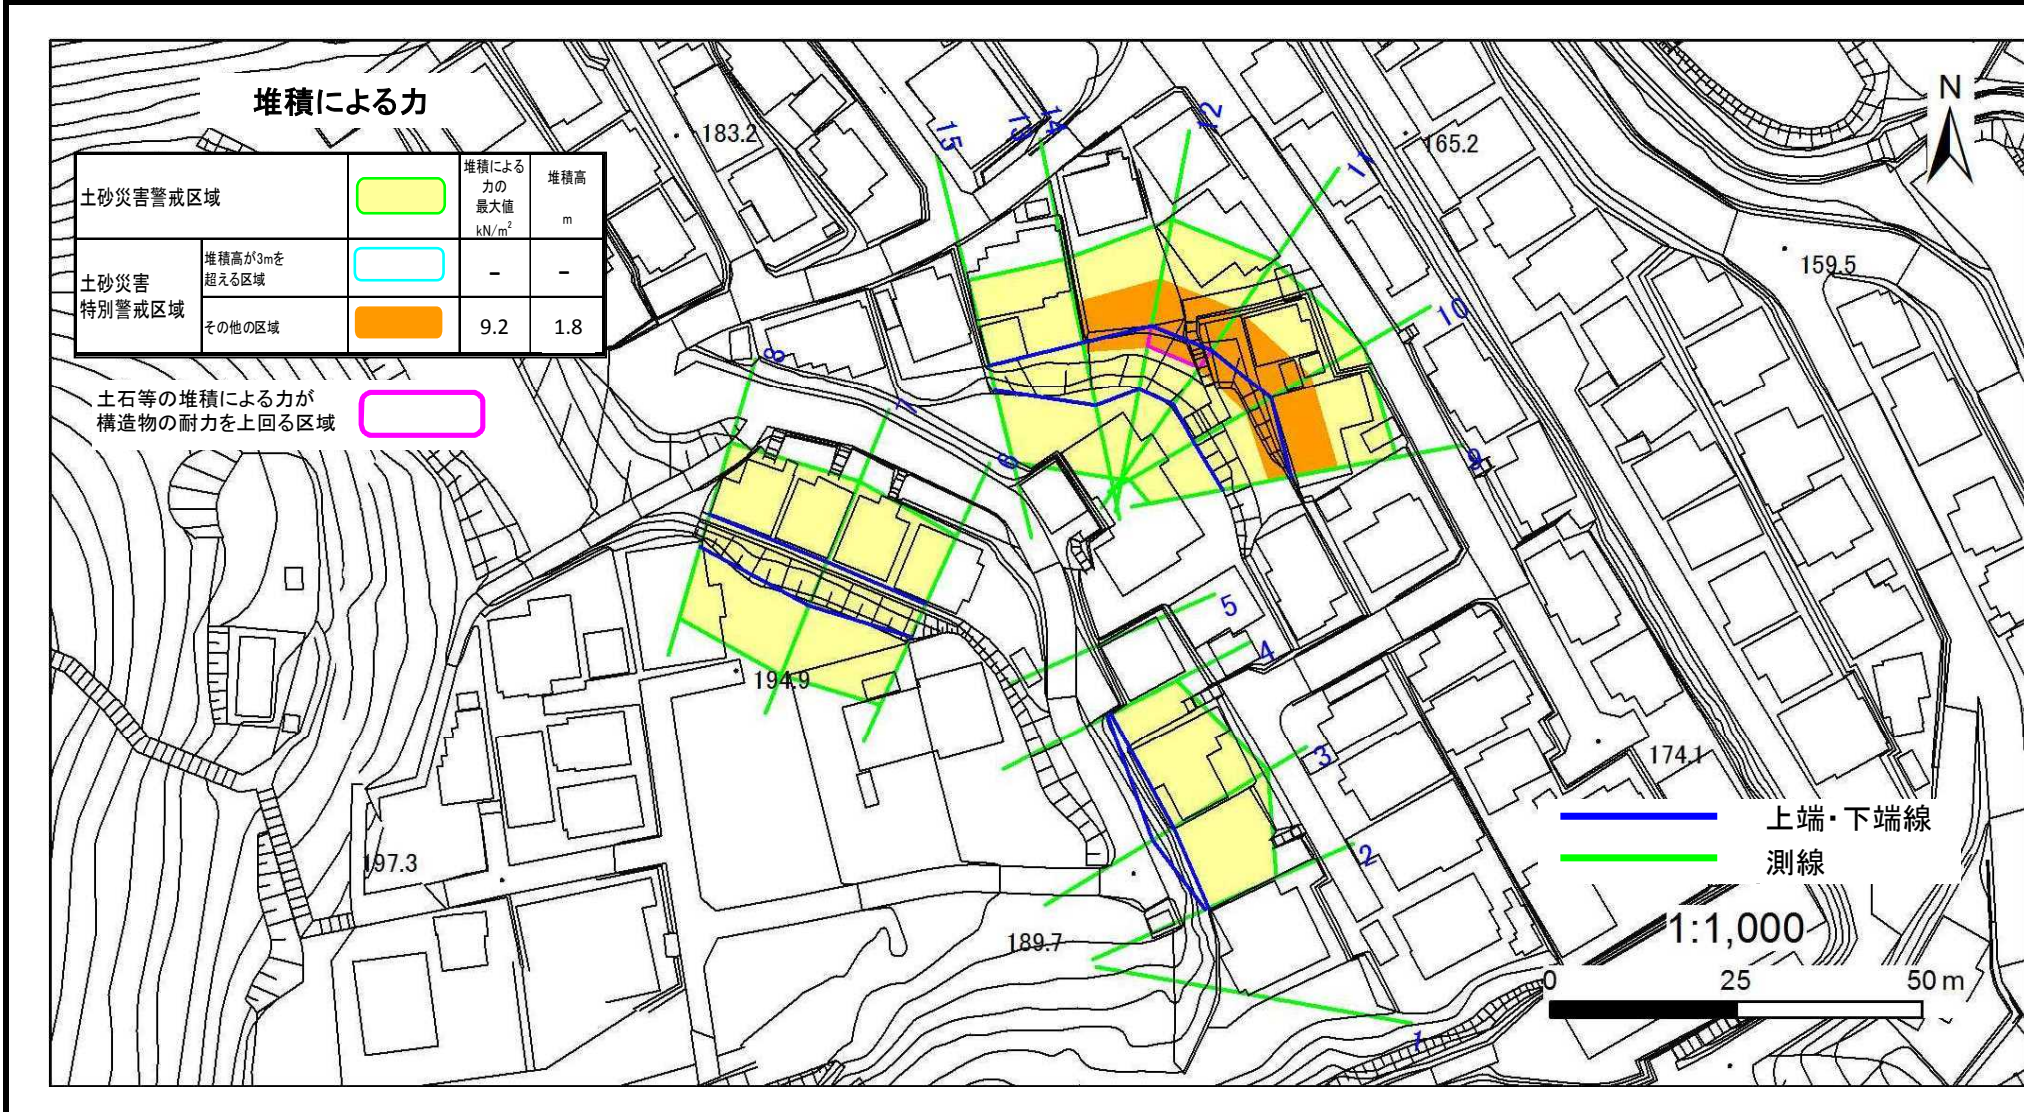 堆積による力
土砂災害警戒区域
堆積による
力の
最大値
kN/m²
堆積高
m
土砂災害
特別警戒区域
堆積高が3mを
超える区域
-
-
その他の区域
9.2
1.8
土石等の堆積による力が
構造物の耐力を上回る区域
N
183.2
165.2
159.5
194.9
197.3
189.7
174.1
15
13
14
12
11
10
9
8
7
6
5
4
3
2
1
上端・下端線
測線
1:1,000
0
25
50 m